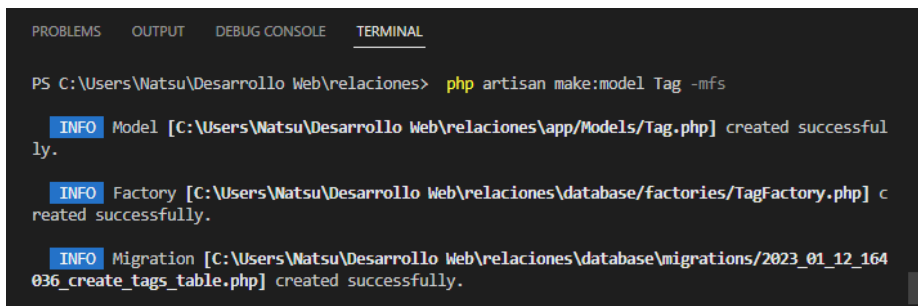 PROBLEMS OUTPUT DEBUG CONSOLE TERMINAL
PS C:\Users\Natsu\Desarrollo Web\relaciones> php artisan make:model Tag -mfs
INFO Model [C:\Users\Natsu\Desarrollo Web\relaciones\app/Models/Tag.php] created successful
ly.
INFO Factory [C:\Users\Natsu\Desarrollo Web\relaciones\database/factories/TagFactory.php] c
reated successfully.
INFO Migration [C:\Users\Natsu\Desarrollo Web\relaciones\database\migrations/2023_01_12_164
036_create_tags_table.php] created successfully.